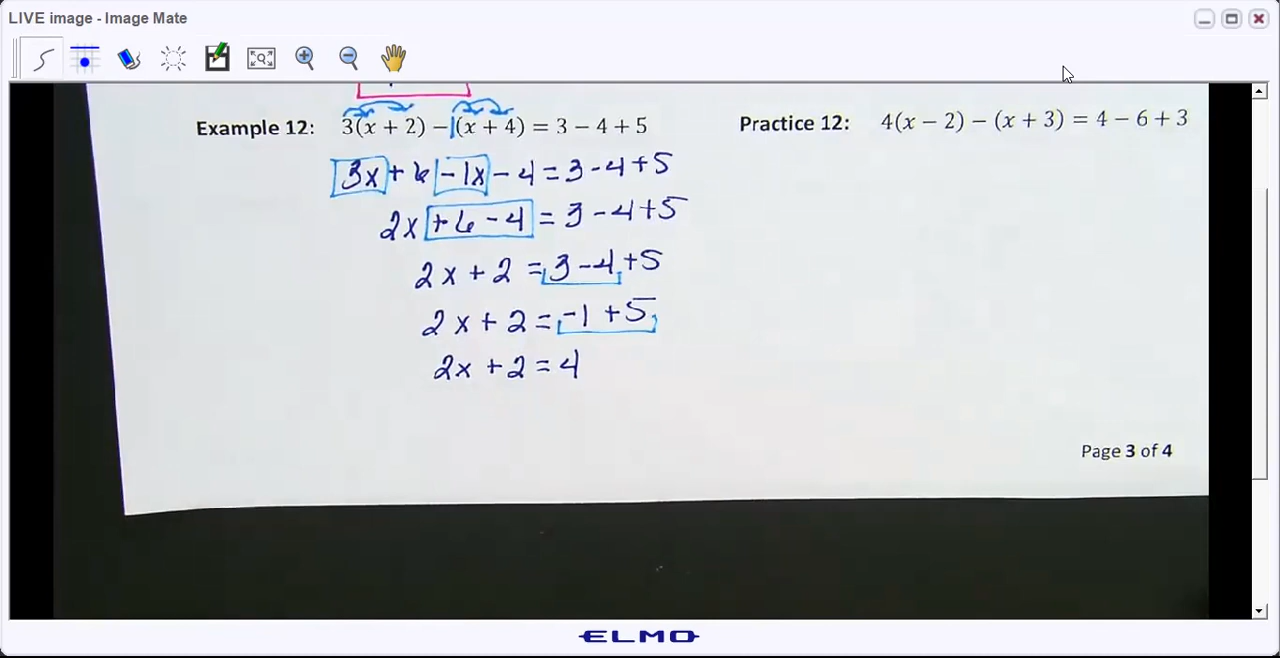 LIVE image - Image Mate
Example 12: 3(x + 2) − 1(x + 4) = 3 − 4 + 5
3x + 6 − 1x − 4 = 3 − 4 + 5
2x + 6 − 4 = 3 − 4 + 5
2x + 2 = 3 − 4 + 5
2x + 2 = −1 + 5
2x + 2 = 4
Practice 12: 4(x − 2) − (x + 3) = 4 − 6 + 3
Page 3 of 4
ELMO